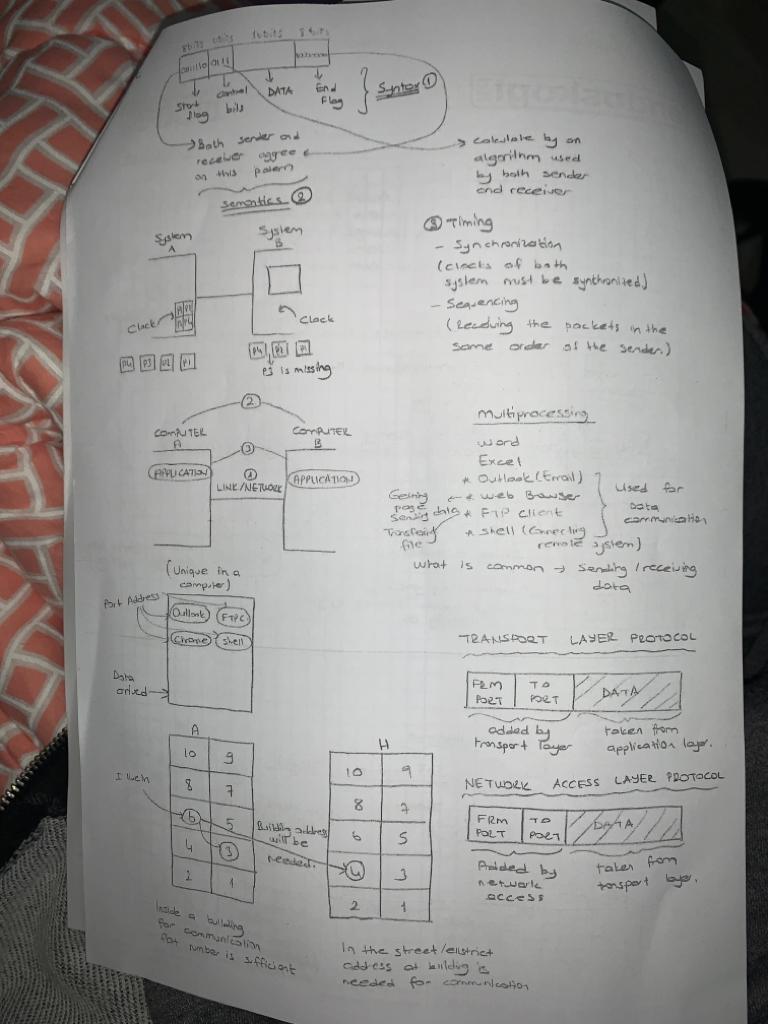 8bits 8bits 16bits 8 bits
Start flag
control bits
DATA
End Flag
Syntax ①
Both sender and
receiver aggree
on this patern
semantics ②
calculate by an
algorithm used
by both sender
and receiver
System A
System B
Clock
Clock
P4 P3 P2 P1
P4 P2 P1
P3 is missing
③ Timing
- Synchronization
(clocks of both
system must be synthronized)
- Sequencing
(Receiving the packets in the
same order of the sender.)
②
COMPUTER A
COMPUTER B
③
APPLICATION
①
LINK/NETWORK
APPLICATION
Multiprocessing
Word
Excel
* Outlook (Email)
* Web Browser
* FTP Client
* Shell (Connecting
remote system)
Getting page
Sending data
Transfering file
Used for
Data
communication
What is common → Sending / receiving
data
(Unique in a
computer)
Port Address
Outlook FTPC
Chrome Shell
Data
arived
TRANSPORT LAYER PROTOCOL
FRM PORT
TO PORT
DATA
added by
transport layer
taken from
application layer.
NETWORK ACCESS LAYER PROTOCOL
FRM PORT
TO PORT
DATA
Added by
network
access
taken from
transport layer.
A
10 9
8 7
6 5
4 3
2 1
I live in
Building address
will be
needed.
H
10 9
8 7
6 5
4 3
2 1
Inside a building
for communication
flat number is sufficient
In the street/district
address of building is
needed for communication